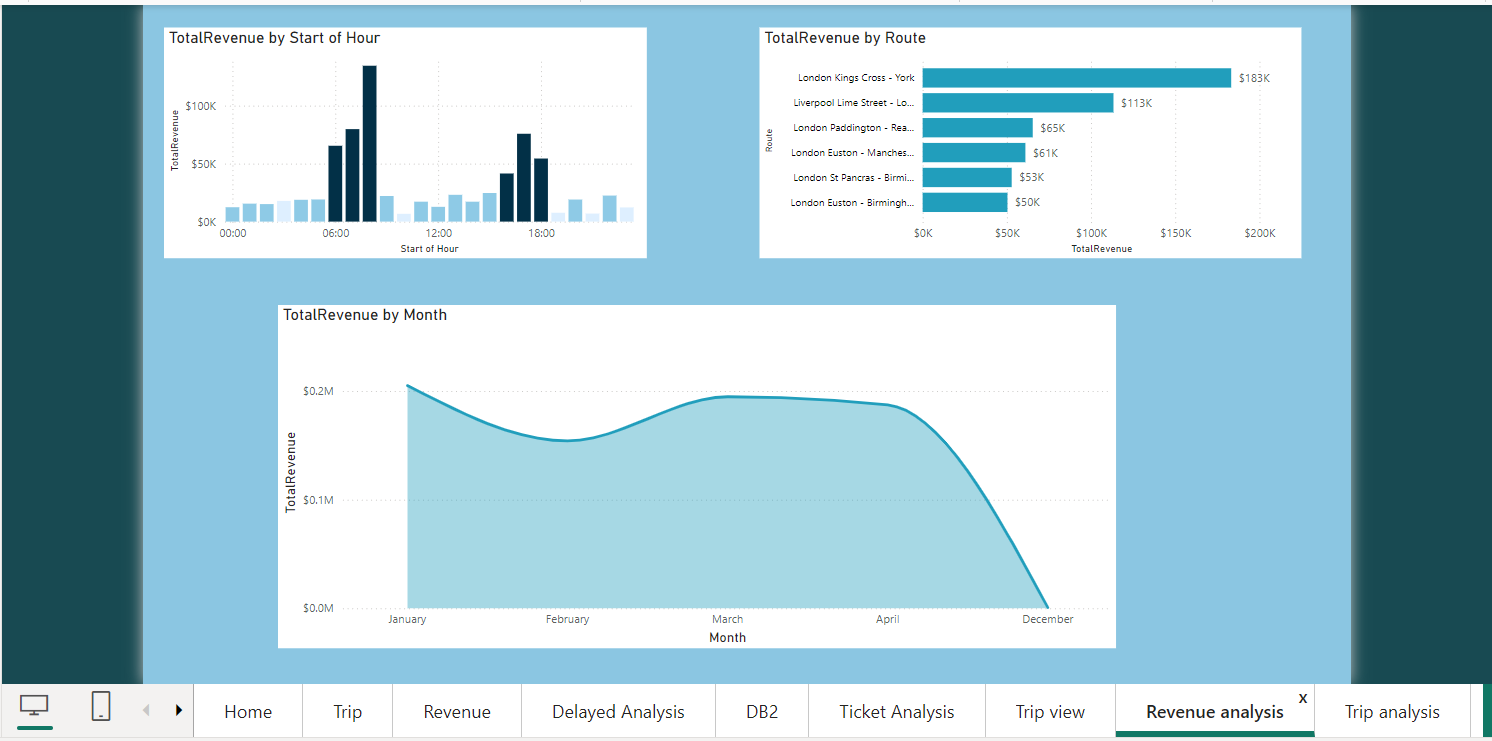 TotalRevenue by Start of Hour
TotalRevenue
$100K
$50K
$0K
00:00 06:00 12:00 18:00
Start of Hour
TotalRevenue by Route
Route
London Kings Cross - York $183K
Liverpool Lime Street - Lo... $113K
London Paddington - Rea... $65K
London Euston - Manches... $61K
London St Pancras - Birmi... $53K
London Euston - Birmingh... $50K
$0K $50K $100K $150K $200K
TotalRevenue
TotalRevenue by Month
TotalRevenue
$0.2M
$0.1M
$0.0M
January February March April December
Month
Home Trip Revenue Delayed Analysis DB2 Ticket Analysis Trip view Revenue analysis X Trip analysis